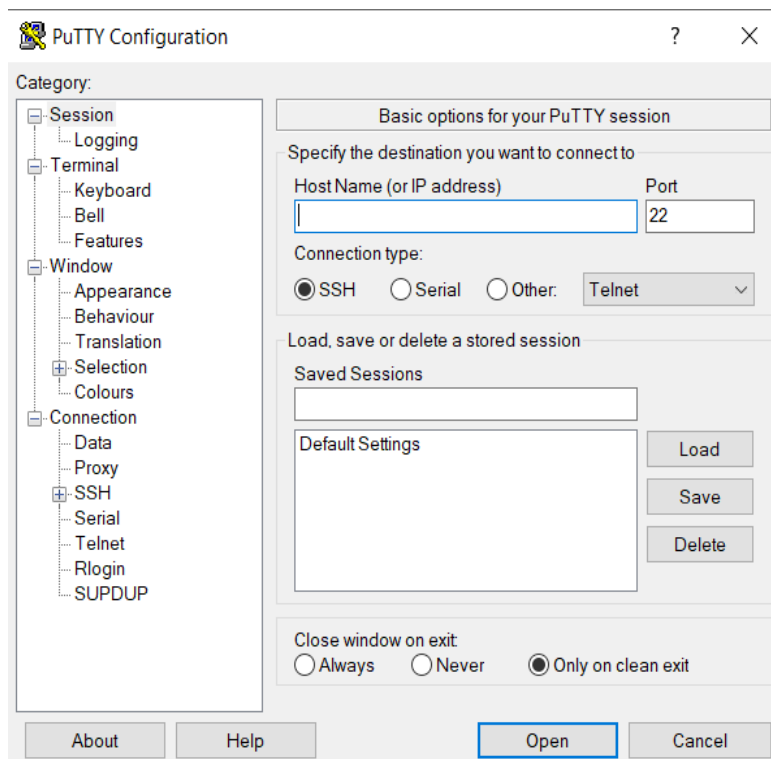 PuTTY Configuration
?
Category:
Session
Logging
Terminal
Keyboard
Bell
Features
Window
Appearance
Behaviour
Translation
Selection
Colours
Connection
Data
Proxy
SSH
Serial
Telnet
Rlogin
SUPDUP
Basic options for your PuTTY session
Specify the destination you want to connect to
Host Name (or IP address) Port
22
Connection type:
SSH Serial Other: Telnet
Load, save or delete a stored session
Saved Sessions
Default Settings
Load
Save
Delete
Close window on exit:
Always Never Only on clean exit
About Help Open Cancel